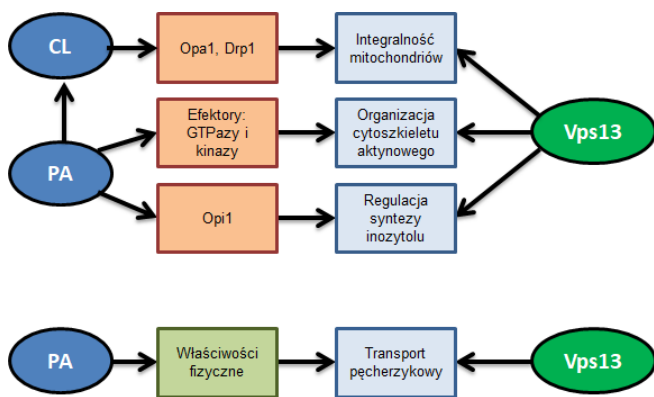 CL
Opa1, Drp1
Integralność
mitochondriów
Efektory:
GTPazy i
kinazy
Organizacja
cytoszkieletu
aktynowego
Vps13
PA
Opi1
Regulacja
syntezy
inozytolu
PA
Właściwości
fizyczne
Transport
pęcherzykowy
Vps13